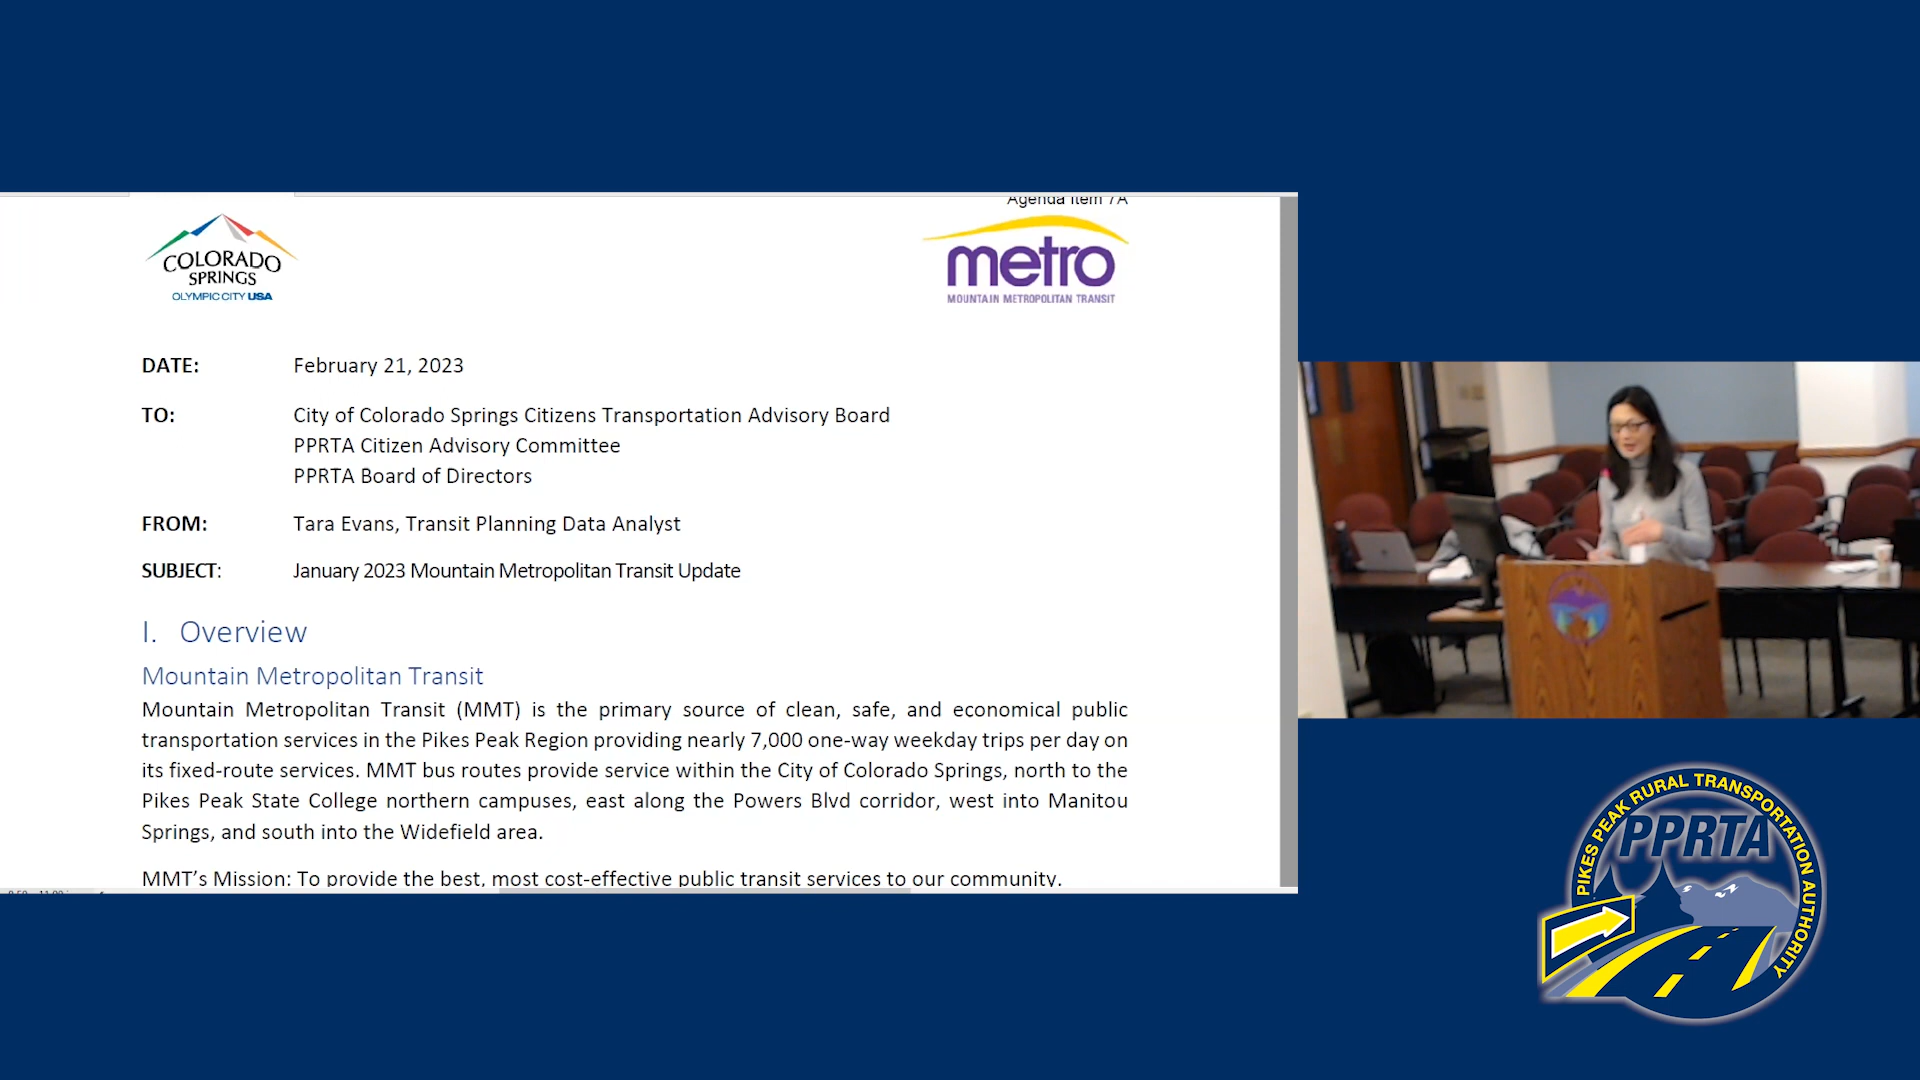 Agenda Item 7A
COLORADO
SPRINGS
OLYMPIC CITY USA
metro
MOUNTAIN METROPOLITAN TRANSIT
DATE: February 21, 2023
TO: City of Colorado Springs Citizens Transportation Advisory Board
PPRTA Citizen Advisory Committee
PPRTA Board of Directors
FROM: Tara Evans, Transit Planning Data Analyst
SUBJECT: January 2023 Mountain Metropolitan Transit Update
I. Overview
Mountain Metropolitan Transit
Mountain Metropolitan Transit (MMT) is the primary source of clean, safe, and economical public
transportation services in the Pikes Peak Region providing nearly 7,000 one-way weekday trips per day on
its fixed-route services. MMT bus routes provide service within the City of Colorado Springs, north to the
Pikes Peak State College northern campuses, east along the Powers Blvd corridor, west into Manitou
Springs, and south into the Widefield area.
MMT's Mission: To provide the best, most cost-effective public transit services to our community.
PIKES PEAK RURAL TRANSPORTATION AUTHORITY
PPRTA